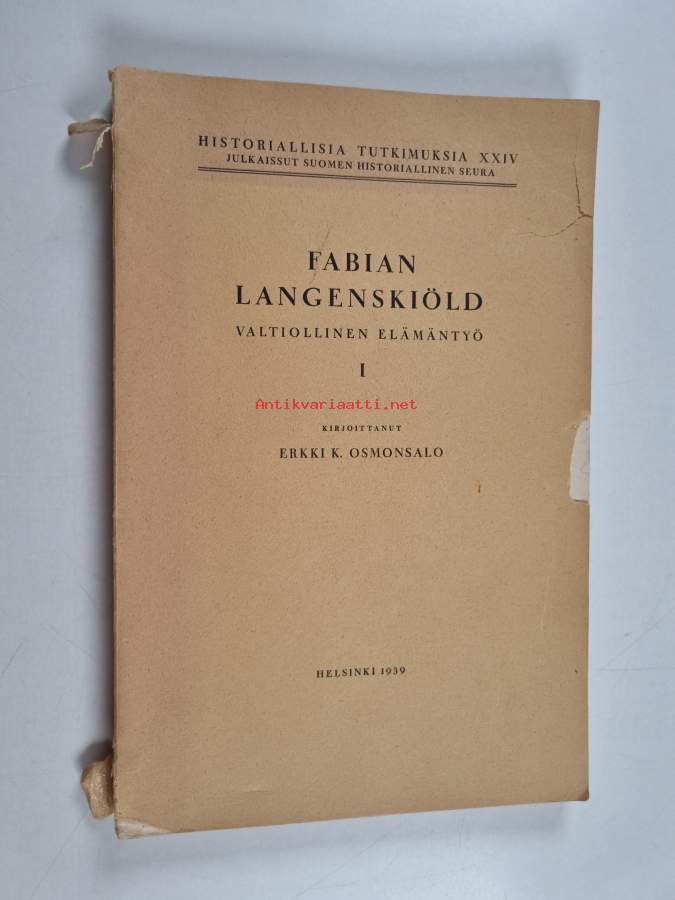 HISTORIALLISIA TUTKIMUKSIA XXIV
JULKAISSUT SUOMEN HISTORIALLINEN SEURA
FABIAN
LANGENSKIÖLD
VALTIOLLINEN ELÄMÄNTYÖ
I
Antikvariaatti.net
KIRJOITTANUT
ERKKI K. OSMONSALO
HELSINKI 1939